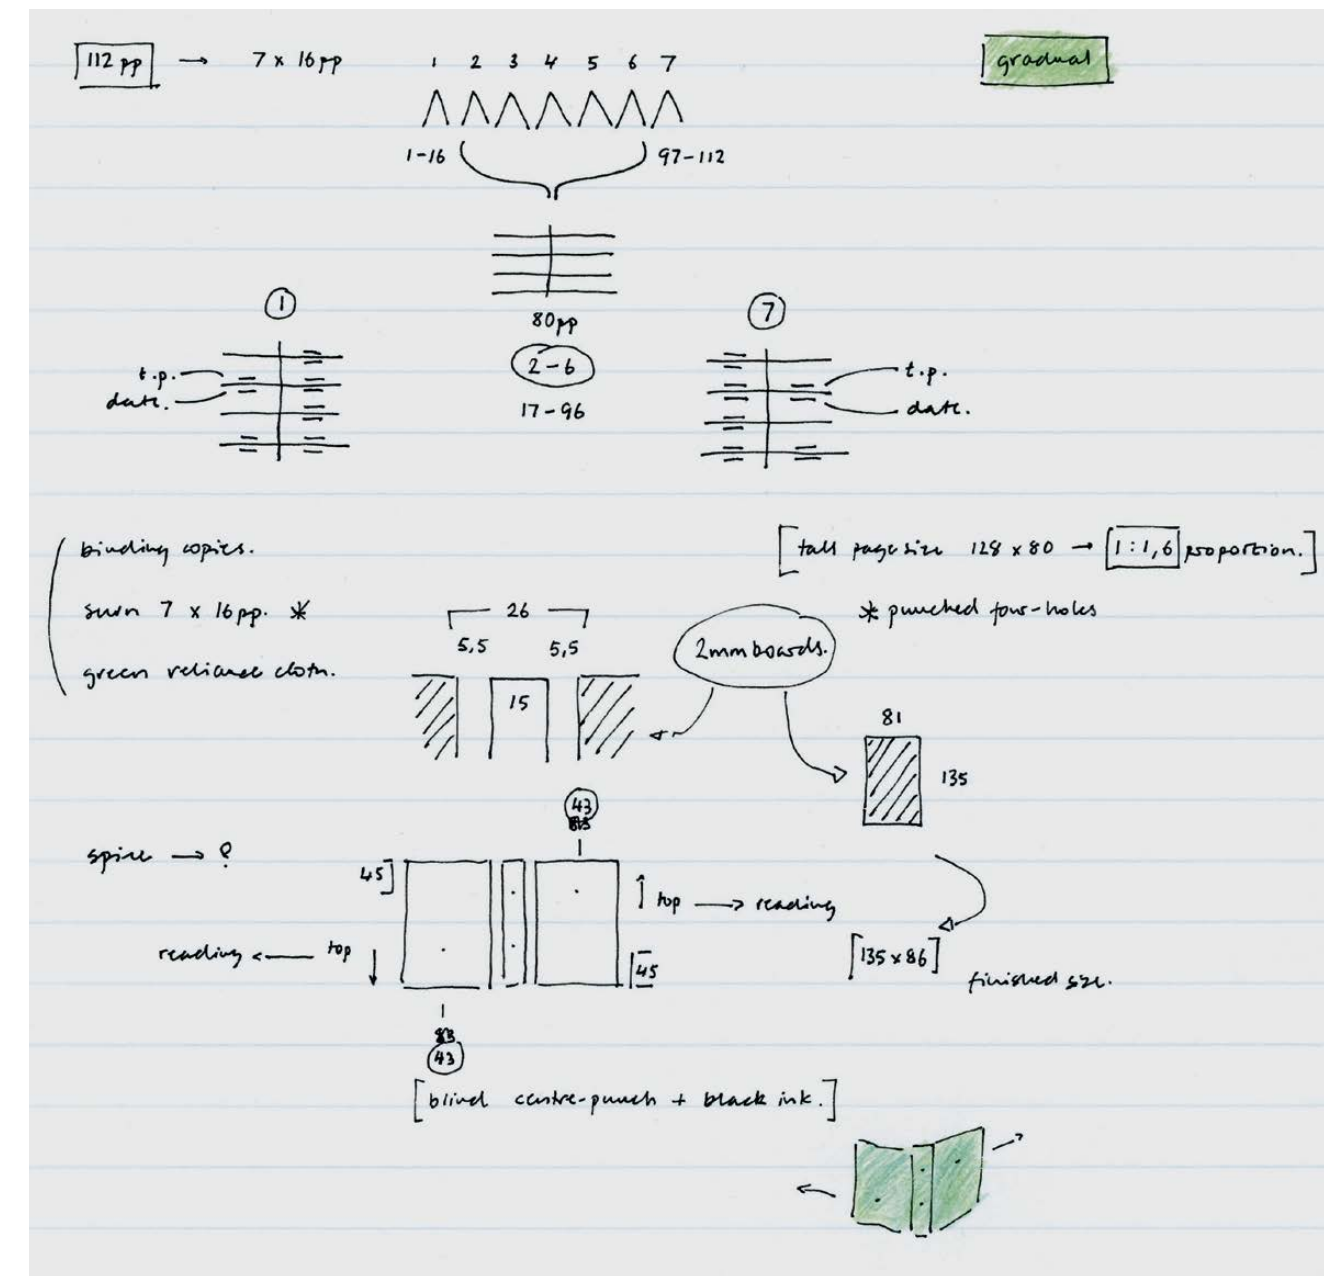 112 pp → 7 x 16pp 1 2 3 4 5 6 7
gradual
1-16 97-112
1 80pp 7
2-6
17-96
t.p.
date.
t.p.
date.
binding copies.
[tall page size 128 x 80 → 1:1,6 proportion.]
sewn 7 x 16pp. *
26
* punched four-holes
5,5 5,5
2mm boards.
green reliance cloth.
15
81
135
43
spine → ?
45
top → reading
reading ← top
45
[135 x 86]
finished size.
43
[blind centre-punch + black ink.]